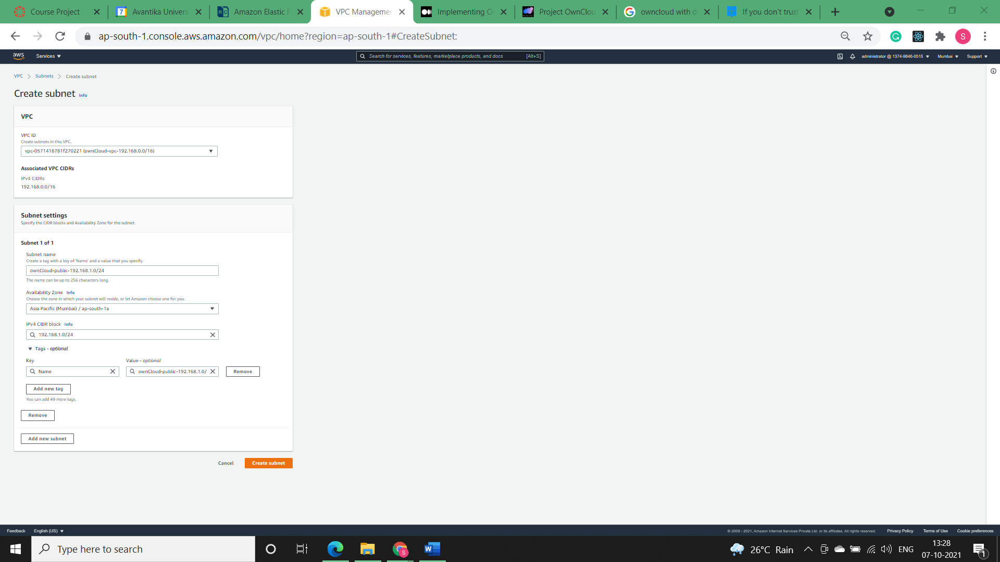 Course Project
Avantika Univers
Amazon Elastic F
VPC Managemen
Implementing O
Project OwnClou
owncloud with d
If you don't trust
ap-south-1.console.aws.amazon.com/vpc/home?region=ap-south-1#CreateSubnet:
S
aws
Services
Search for services, features, marketplace products, and docs
[Alt+S]
administrator @ 1374-9646-0515
Mumbai
Support
VPC
Subnets
Create subnet
Create subnet Info
VPC
VPC ID
Create subnets in this VPC.
vpc-0571418781f270221 (ownCloud-vpc-192.168.0.0/16)
Associated VPC CIDRs
IPv4 CIDRs
192.168.0.0/16
Subnet settings
Specify the CIDR blocks and Availability Zone for the subnet.
Subnet 1 of 1
Subnet name
Create a tag with a key of 'Name' and a value that you specify.
ownCloud-public-192.168.1.0/24
The name can be up to 256 characters long.
Availability Zone Info
Choose the zone in which your subnet will reside, or let Amazon choose one for you.
Asia Pacific (Mumbai) / ap-south-1a
IPv4 CIDR block Info
192.168.1.0/24
Tags - optional
Key
Value - optional
Name
ownCloud-public-192.168.1.0/
Remove
Add new tag
You can add 49 more tags.
Remove
Add new subnet
Cancel
Create subnet
Feedback
English (US)
© 2008 - 2021, Amazon Internet Services Private Ltd. or its affiliates. All rights reserved.
Privacy Policy
Terms of Use
Cookie preferences
Type here to search
26°C Rain
ENG
13:28
07-10-2021
1